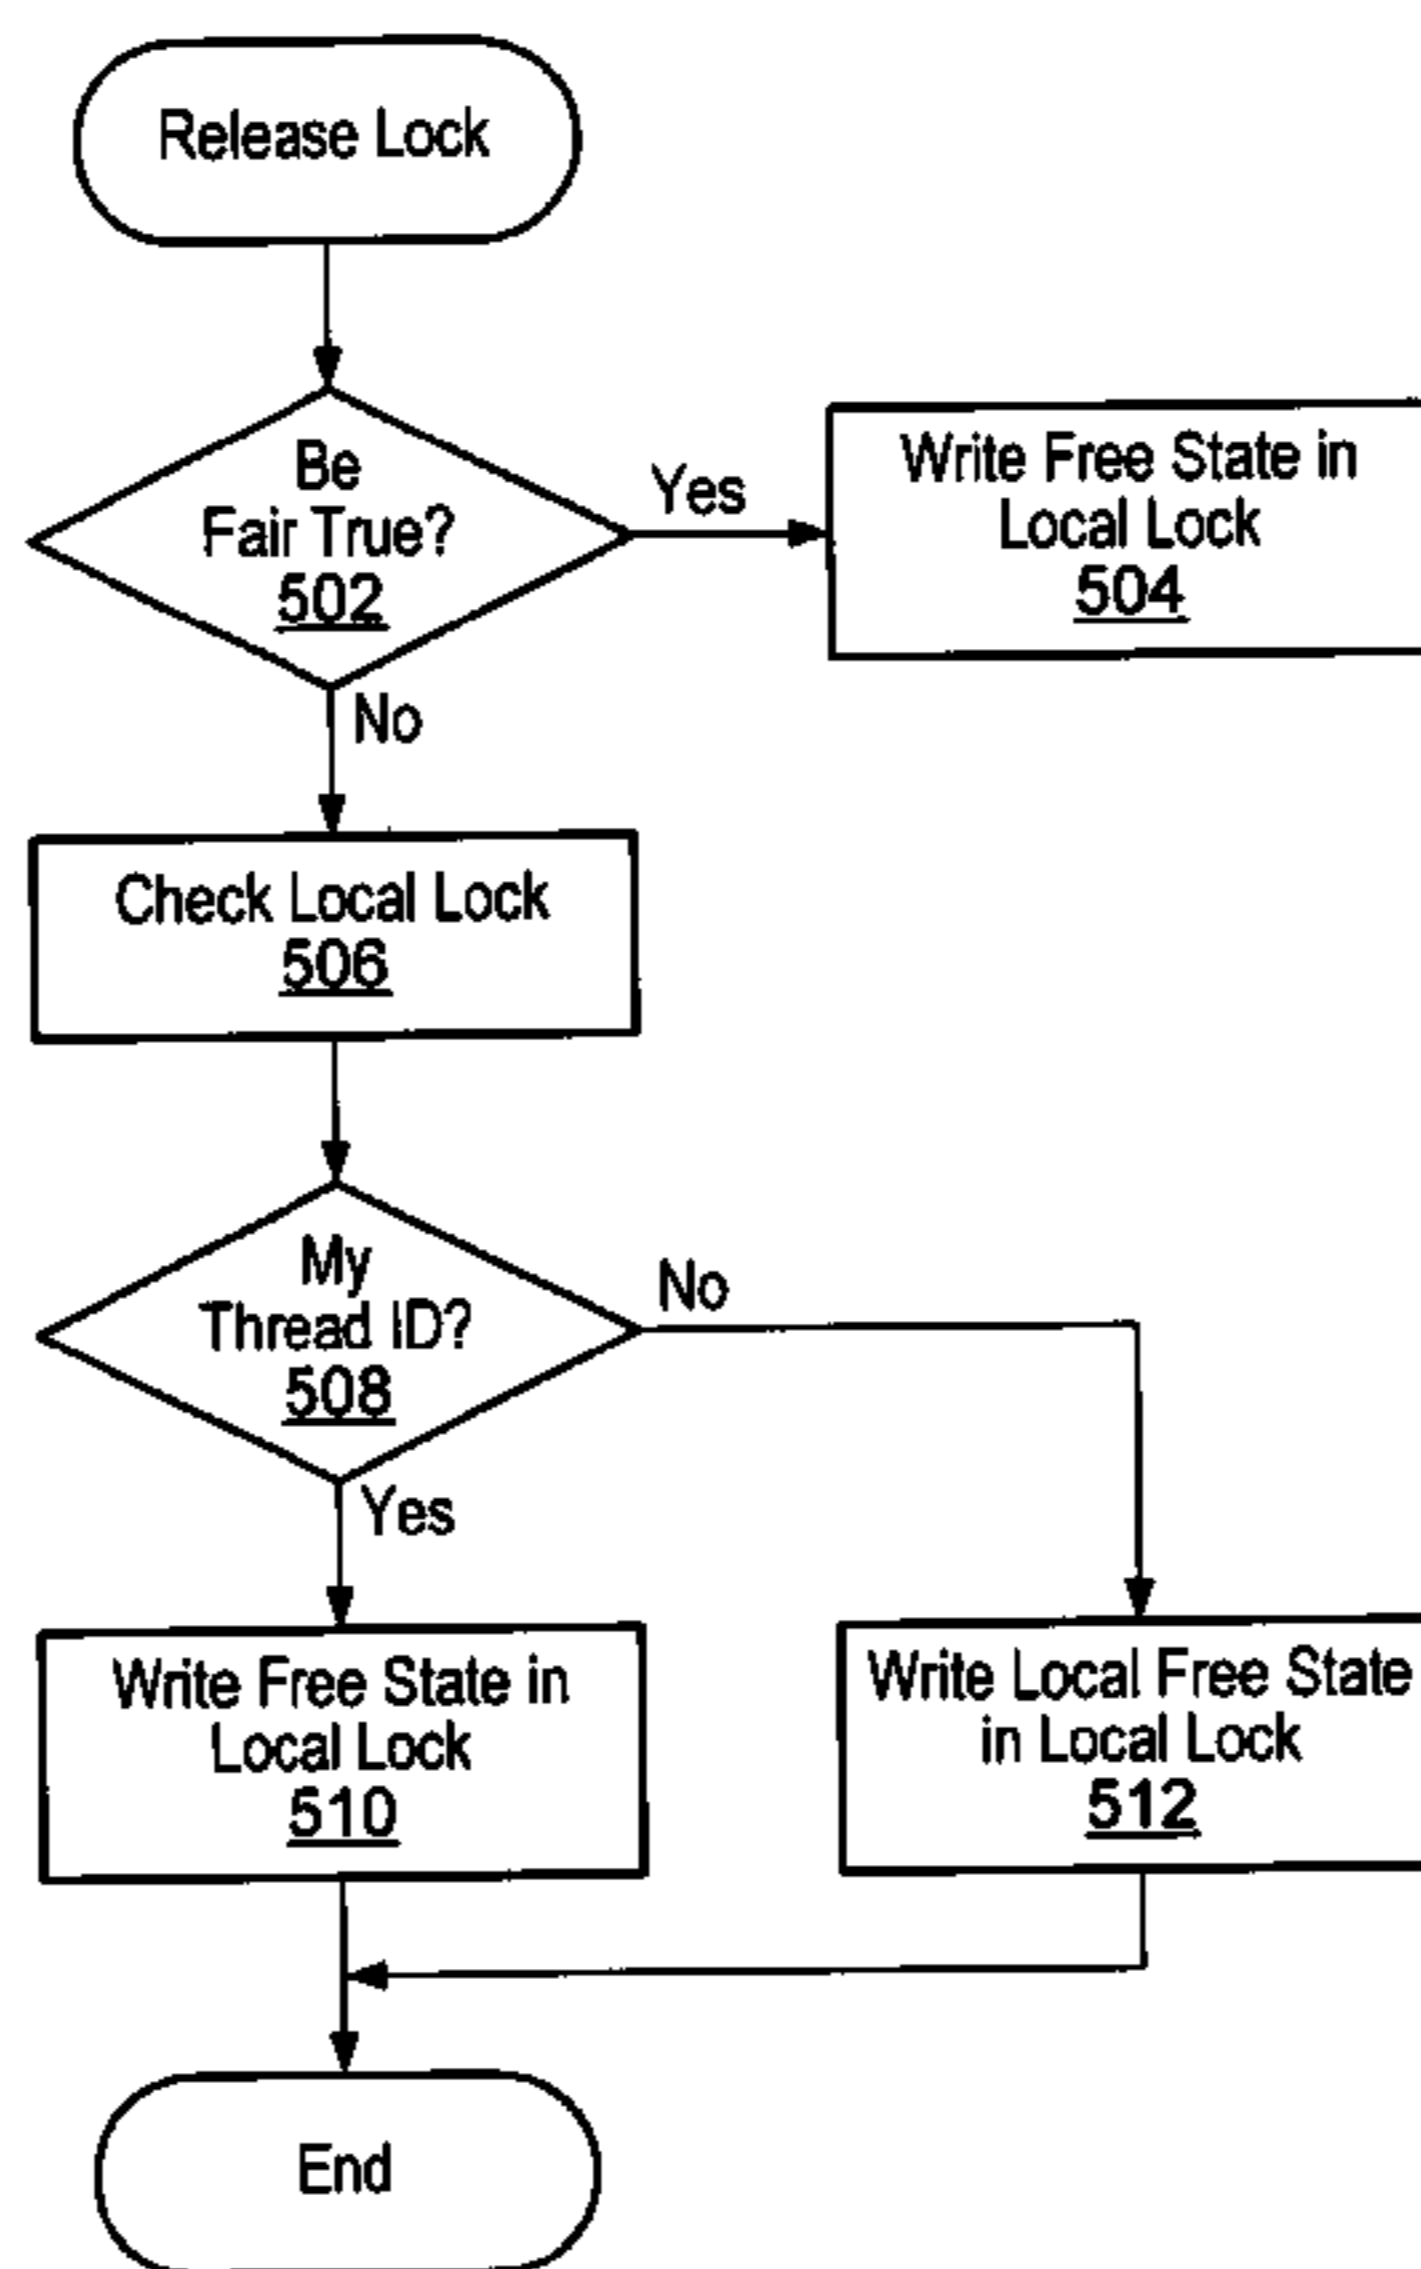 Release Lock
Be
Fair True?
502
Yes
Write Free State in
Local Lock
504
No
Check Local Lock
506
My
Thread ID?
508
No
Yes
Write Free State in
Local Lock
510
Write Local Free State
in Local Lock
512
End